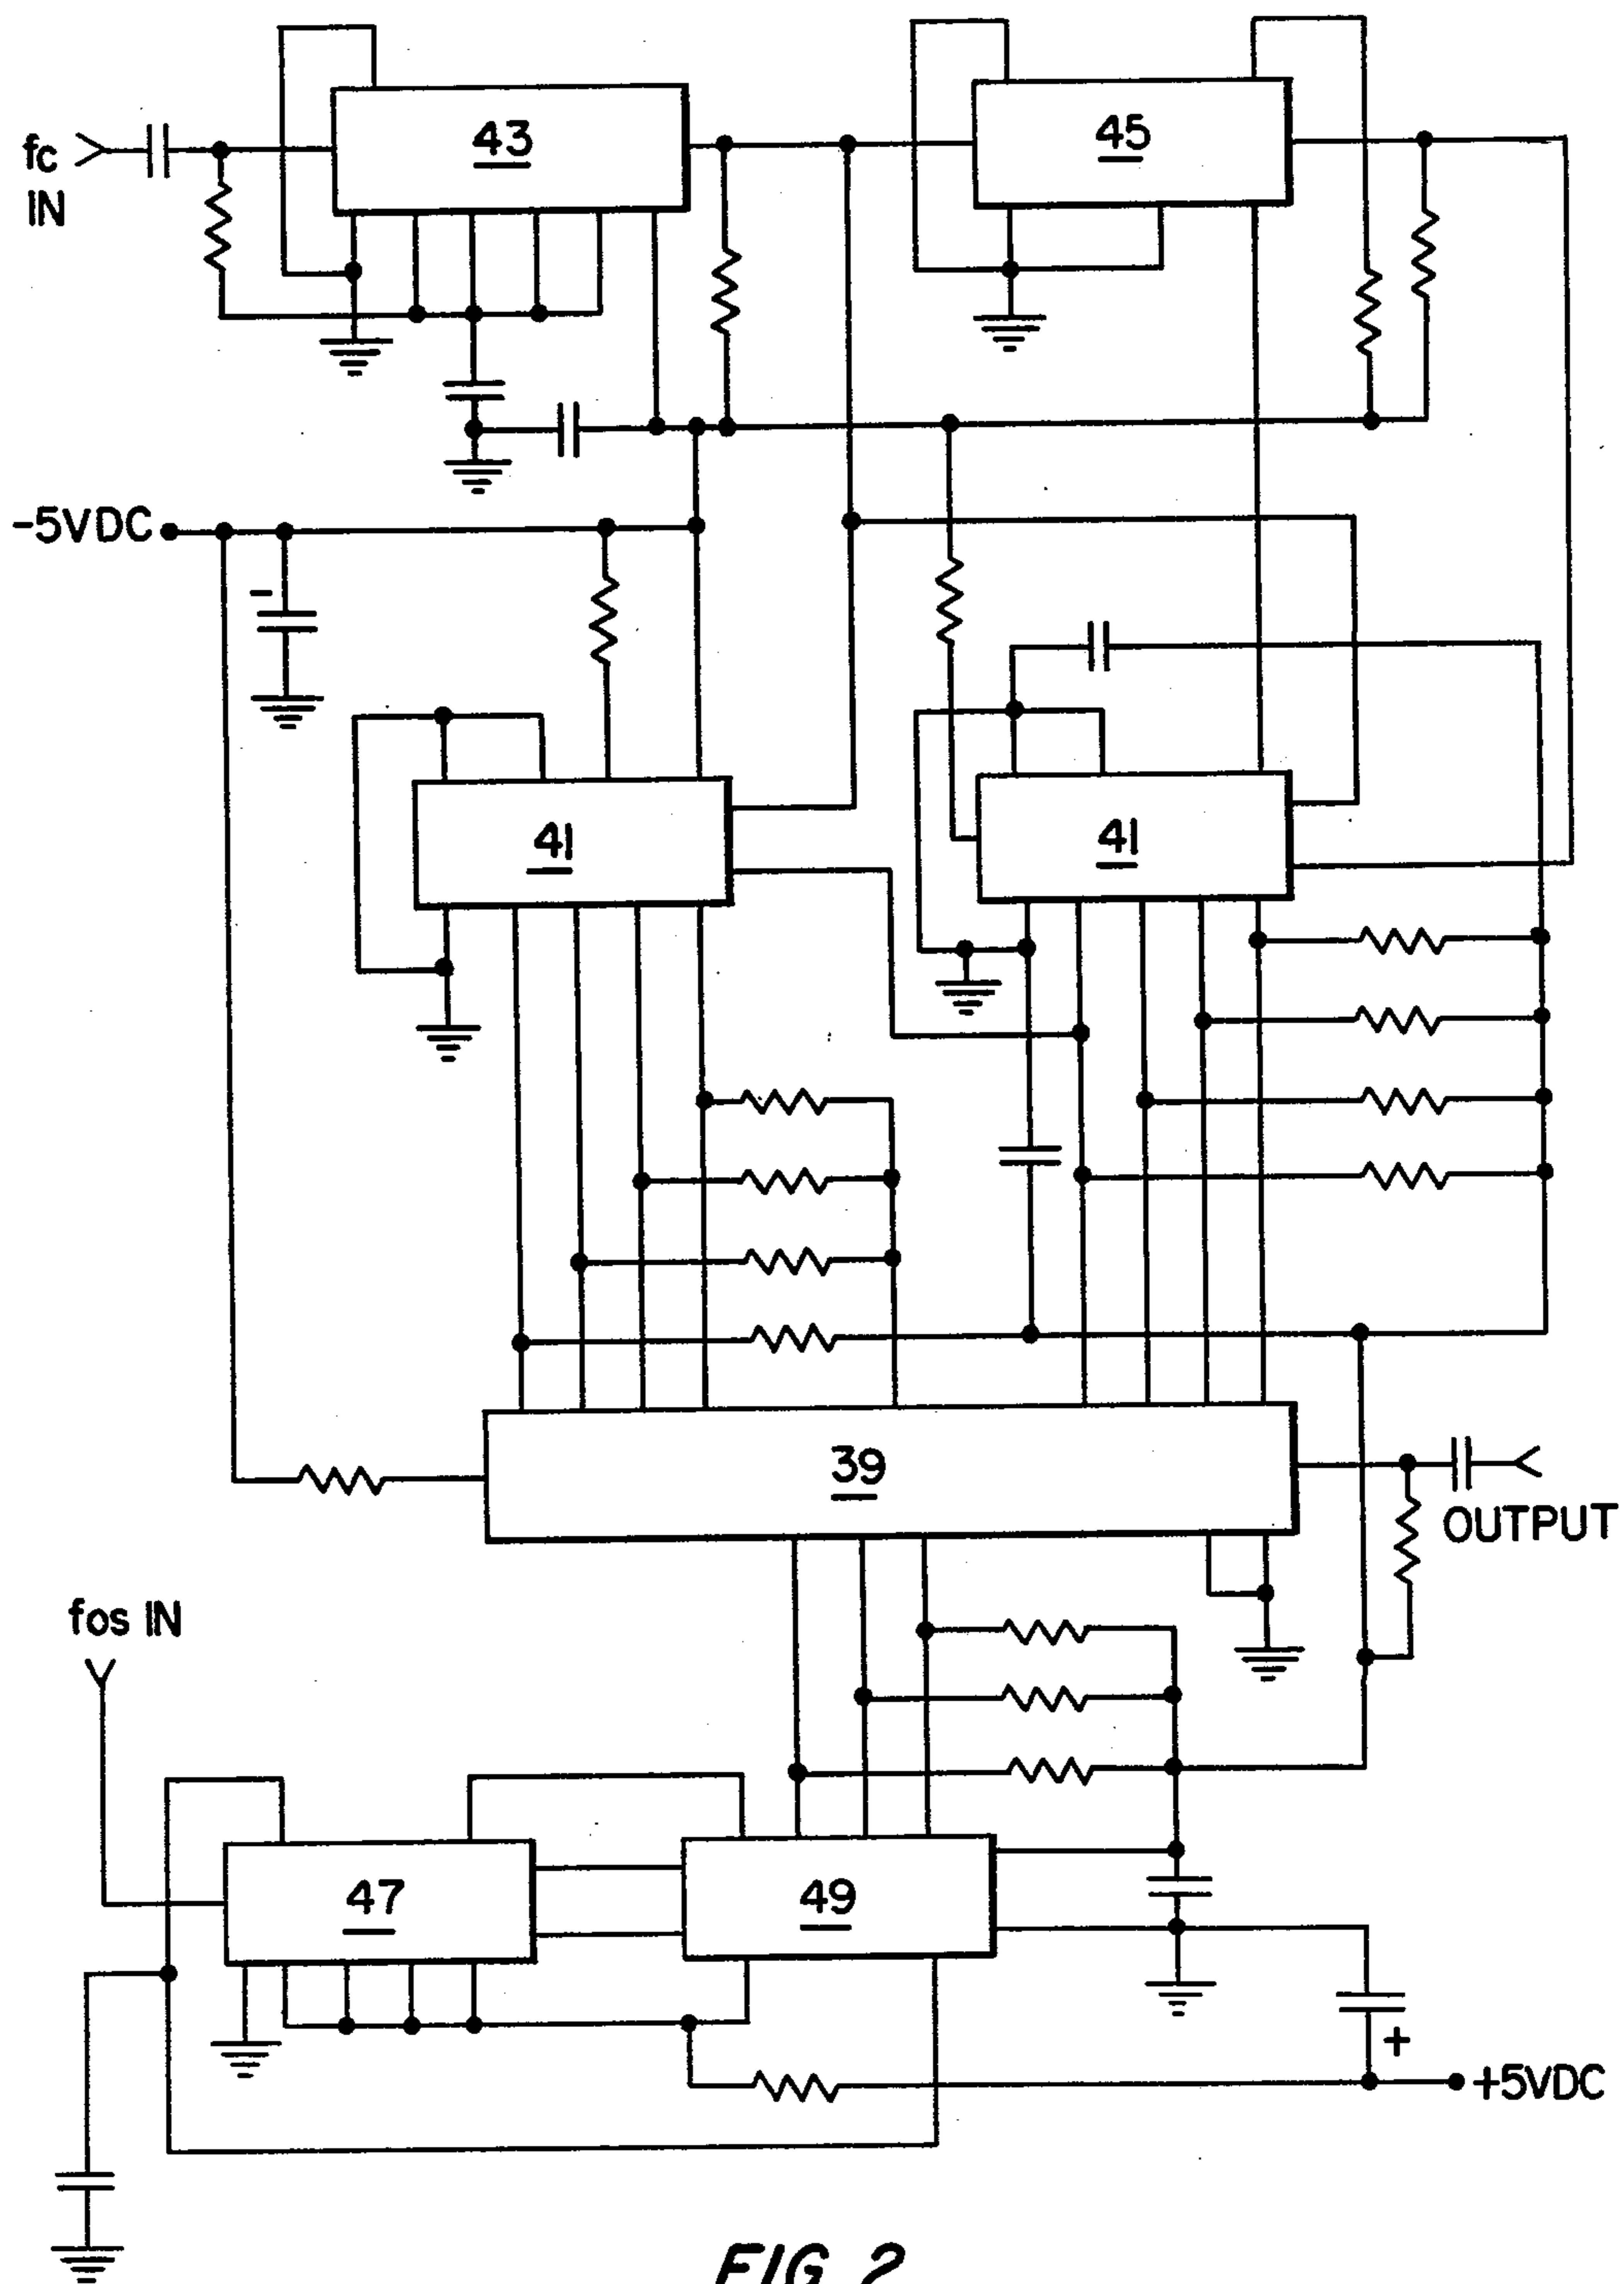 43
45
fc
IN
-5VDC
-
41
41
39
OUTPUT
fos IN
47
49
+
+5VDC
FIG. 2